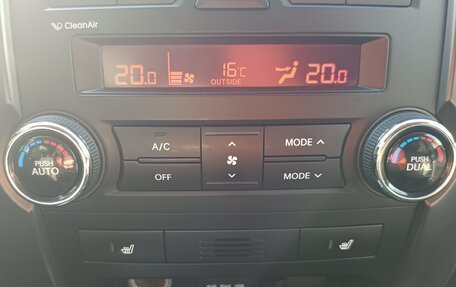 CleanAir
20.0 16°C 20.0
OUTSIDE
A/C MODE
PUSH AUTO PUSH DUAL
OFF MODE